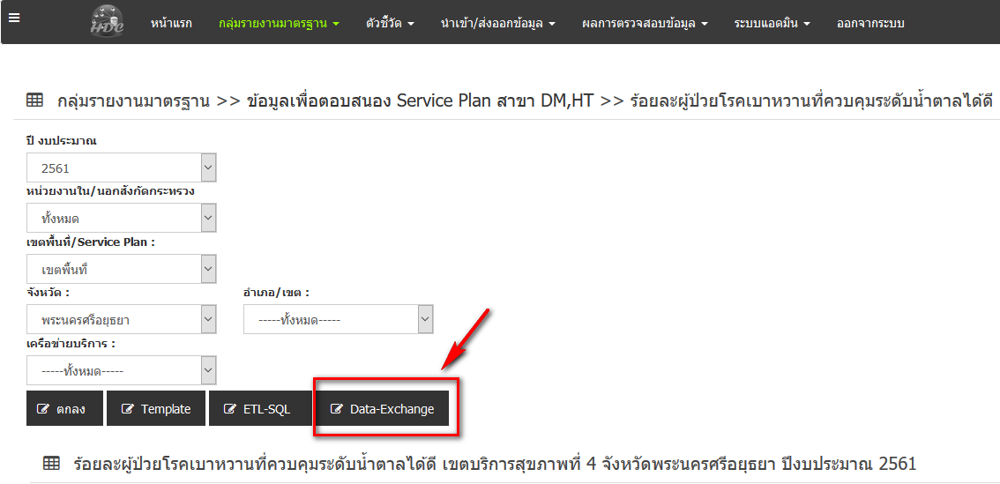 HDC หน้าแรก กลุ่มรายงานมาตรฐาน ตัวชี้วัด นำเข้า/ส่งออกข้อมูล ผลการตรวจสอบข้อมูล ระบบแอดมิน ออกจากระบบ
กลุ่มรายงานมาตรฐาน >> ข้อมูลเพื่อตอบสนอง Service Plan สาขา DM,HT >> ร้อยละผู้ป่วยโรคเบาหวานที่ควบคุมระดับน้ำตาลได้ดี
ปี งบประมาณ
2561
หน่วยงานใน/นอกสังกัดกระทรวง
ทั้งหมด
เขตพื้นที่/Service Plan :
เขตพื้นที่
จังหวัด : อำเภอ/เขต :
พระนครศรีอยุธยา -----ทั้งหมด-----
เครือข่ายบริการ :
-----ทั้งหมด-----
ตกลง Template ETL-SQL Data-Exchange
ร้อยละผู้ป่วยโรคเบาหวานที่ควบคุมระดับน้ำตาลได้ดี เขตบริการสุขภาพที่ 4 จังหวัดพระนครศรีอยุธยา ปีงบประมาณ 2561